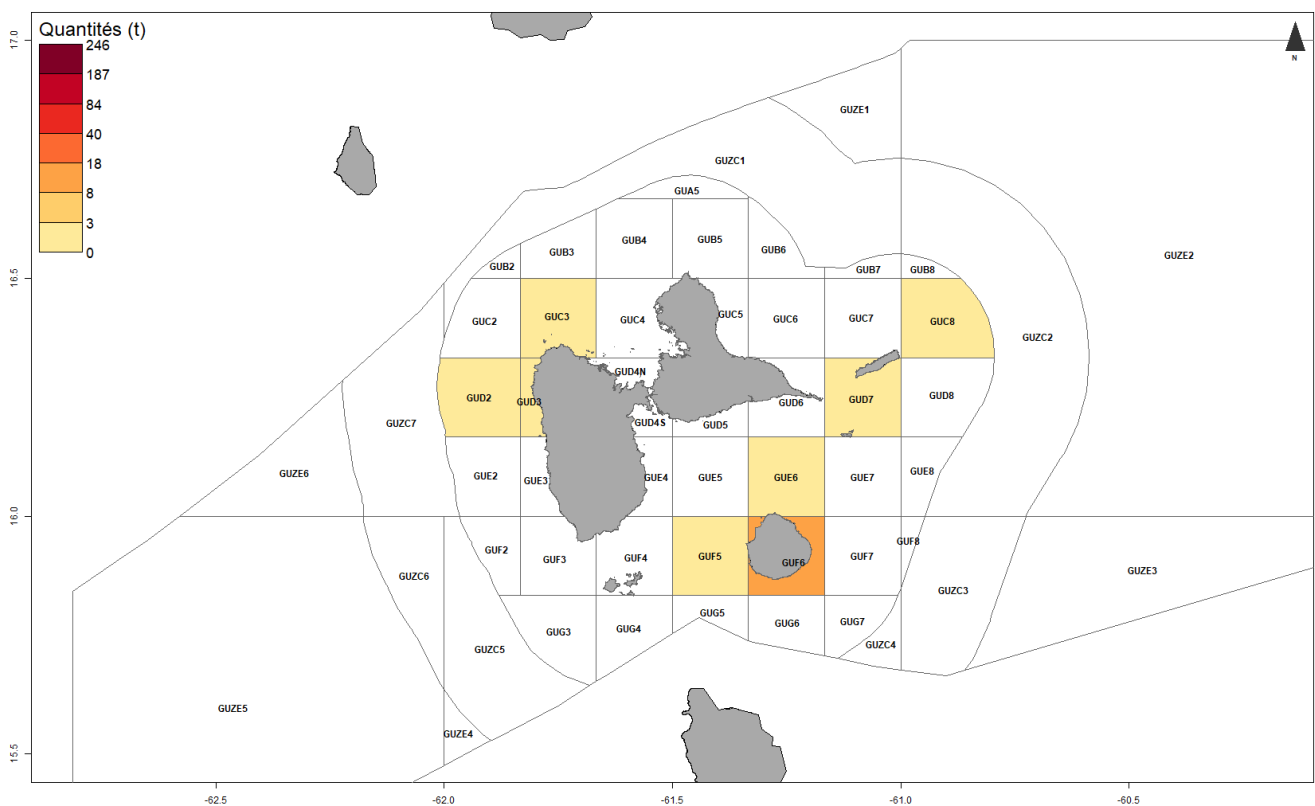 Quantités (t)
246
187
84
40
18
8
3
0
N
17.0
16.5
16.0
15.5
GUZE1
GUZC1
GUA5
GUZE2
GUB4
GUB5
GUB3
GUB6
GUB2
GUB7
GUB8
GUC2
GUC3
GUC4
GUC5
GUC6
GUC7
GUC8
GUZC2
GUD4N
GUD2
GUD3
GUD6
GUD7
GUD8
GUZC7
GUD4S
GUD5
GUZE6
GUE2
GUE3
GUE4
GUE5
GUE6
GUE7
GUE8
GUF2
GUF3
GUF4
GUF5
GUF6
GUF7
GUF8
GUZC6
GUZE3
GUZC3
GUG5
GUG3
GUG4
GUG6
GUG7
GUZC5
GUZC4
GUZE5
GUZE4
-62.5
-62.0
-61.5
-61.0
-60.5